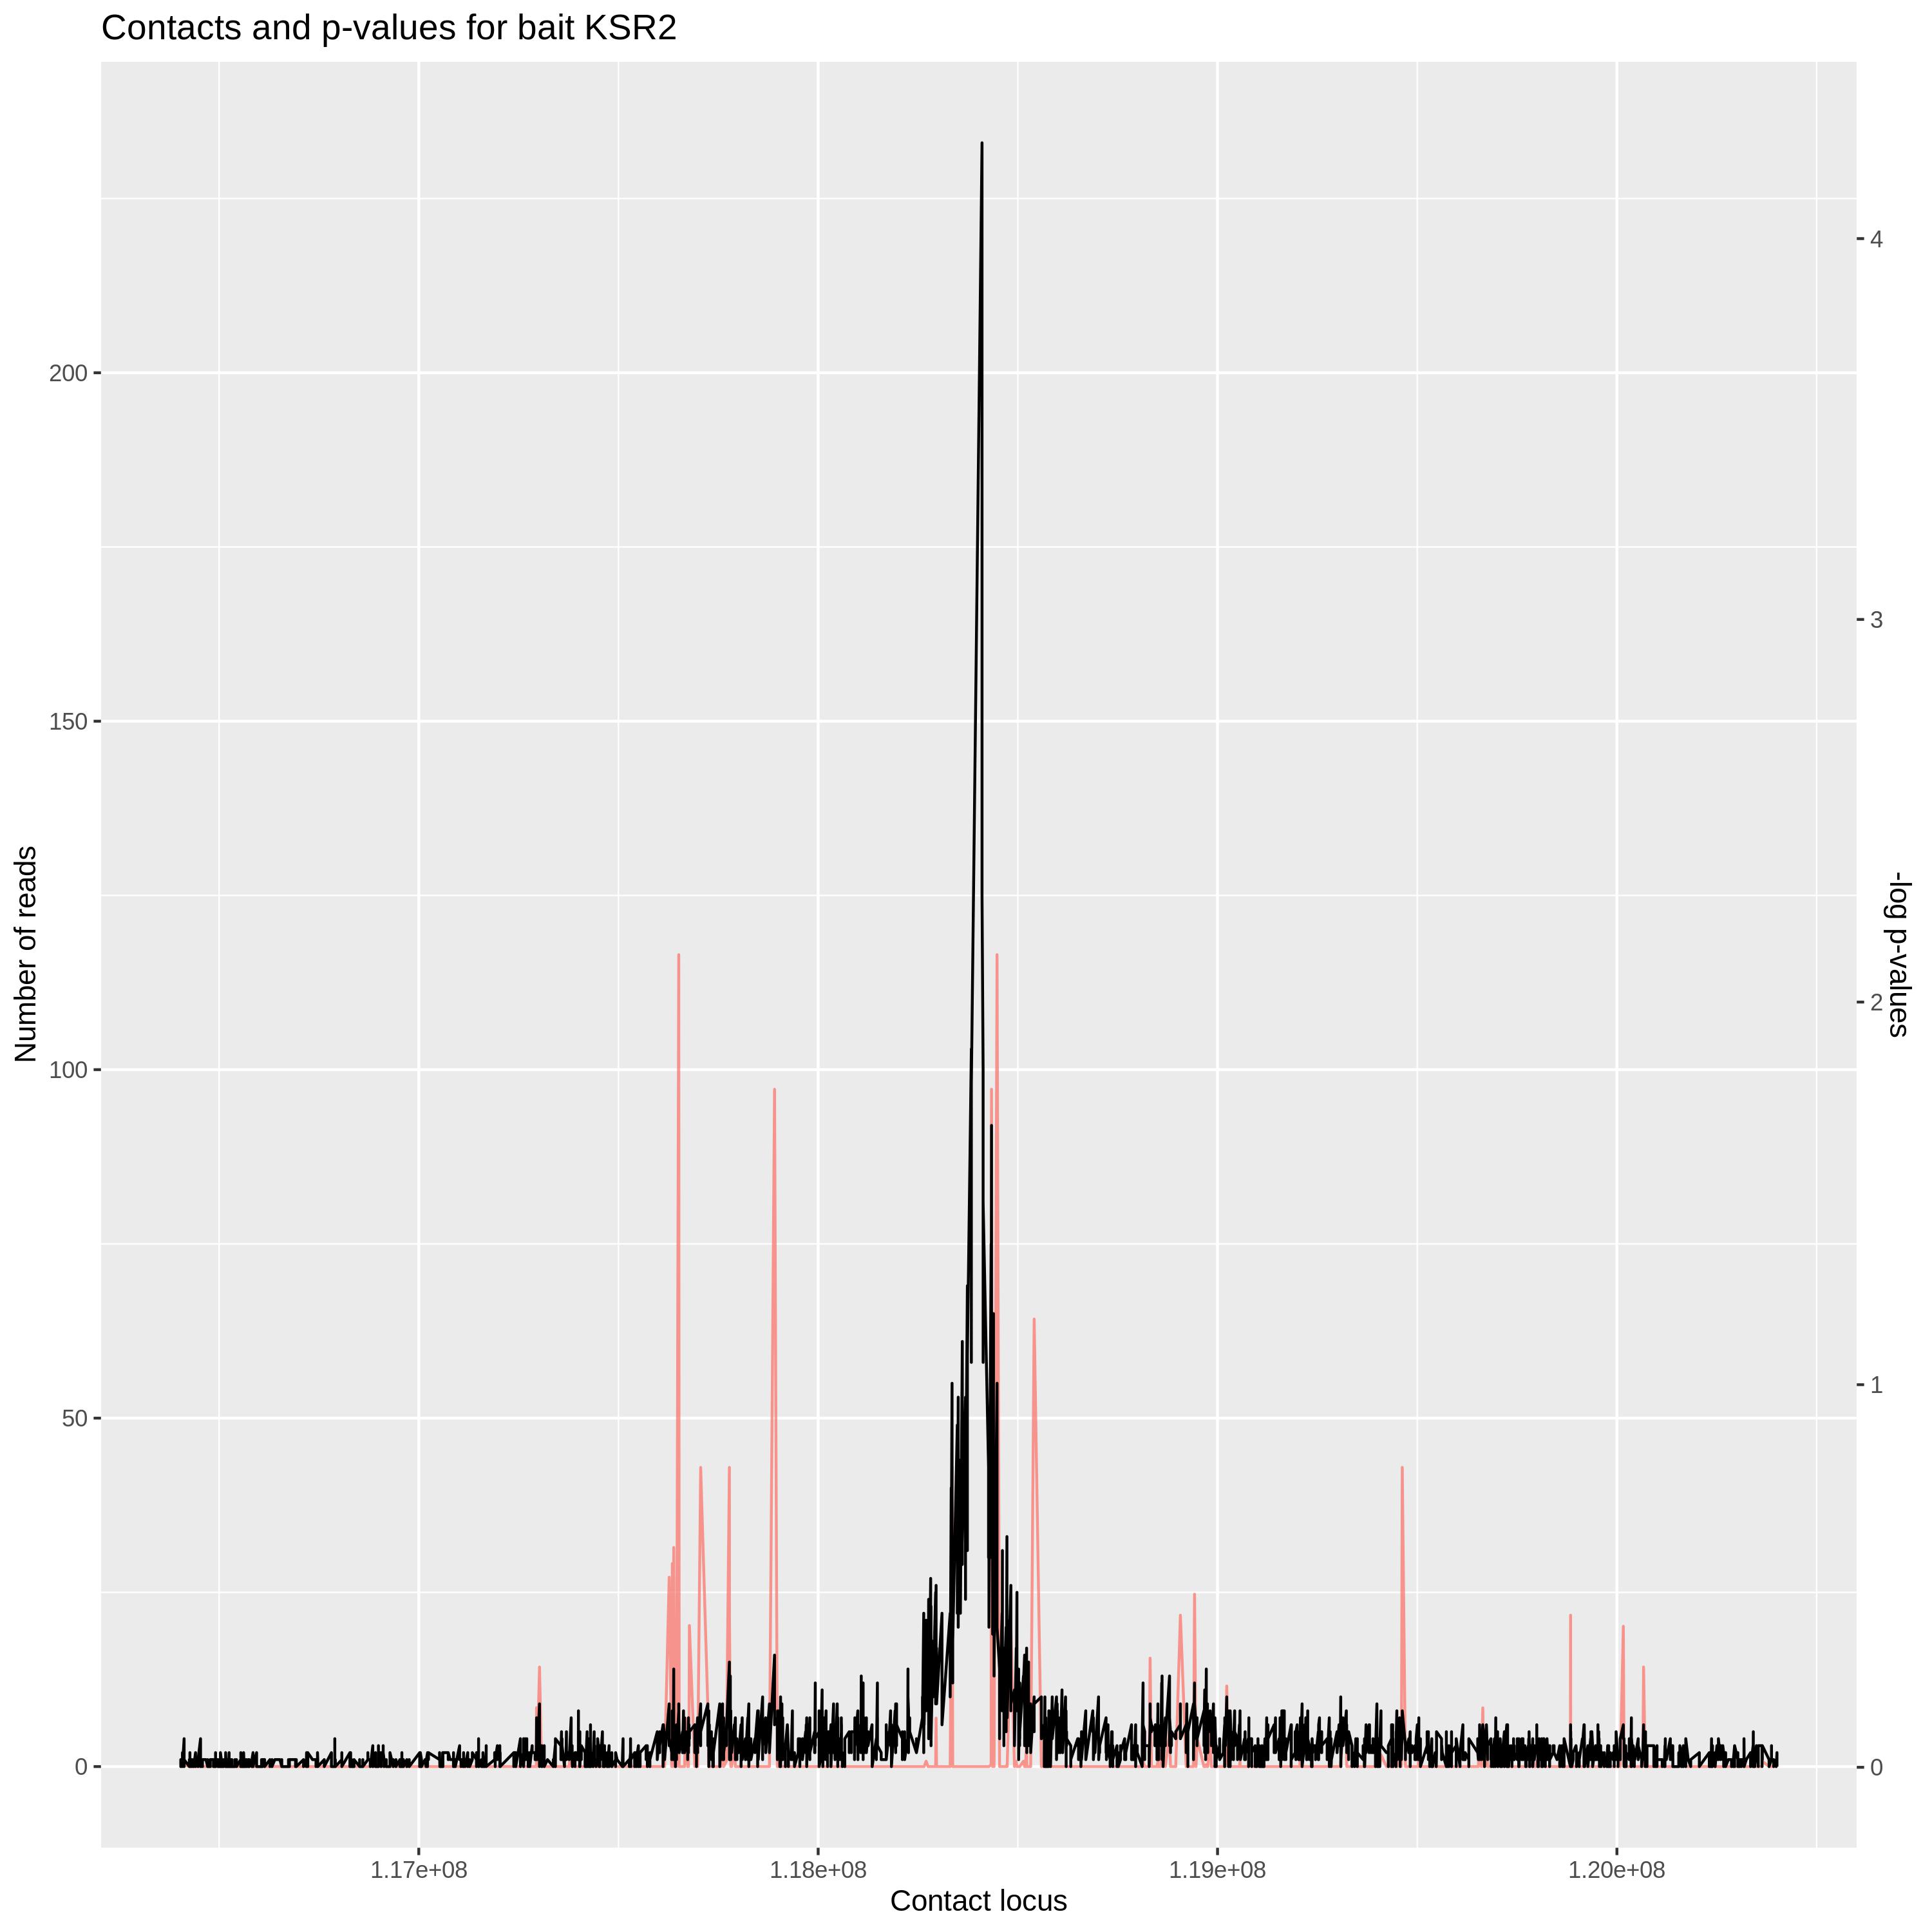 Contacts and p-values for bait KSR2
Number of reads
200
150
100
50
0
4
3
2
1
0
-log p-values
1.17e+08
1.18e+08
1.19e+08
1.20e+08
Contact locus